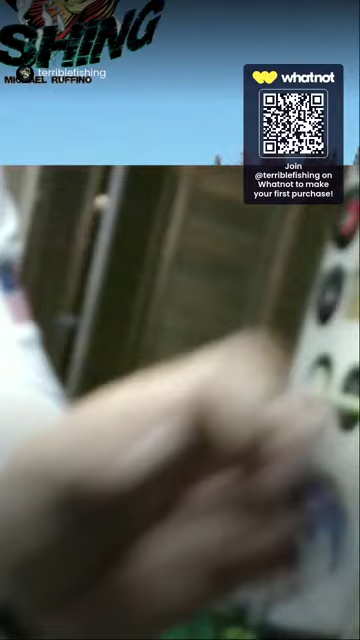 SHING
MICHAEL RUFFINO
terriblefishing
whatnot
Join
@terriblefishing on
Whatnot to make
your first purchase!